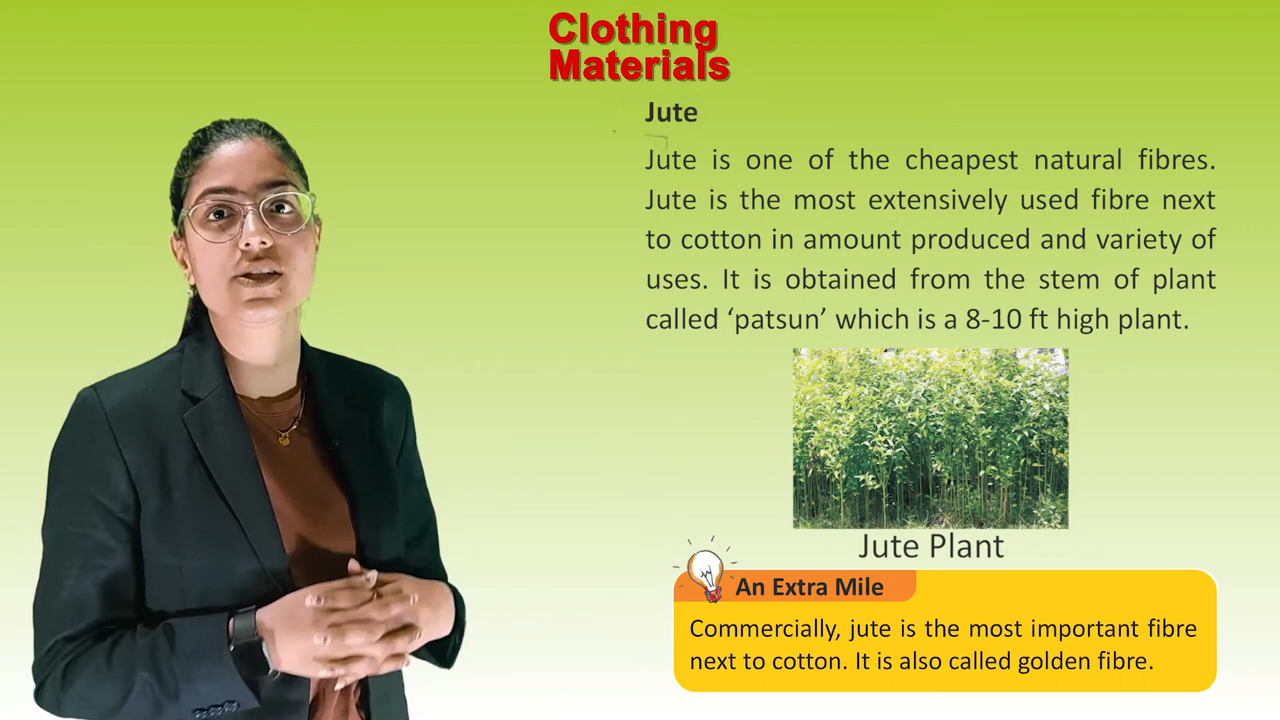 Clothing
Materials
Jute
Jute is one of the cheapest natural fibres.
Jute is the most extensively used fibre next
to cotton in amount produced and variety of
uses. It is obtained from the stem of plant
called ‘patsun’ which is a 8-10 ft high plant.
Jute Plant
An Extra Mile
Commercially, jute is the most important fibre
next to cotton. It is also called golden fibre.